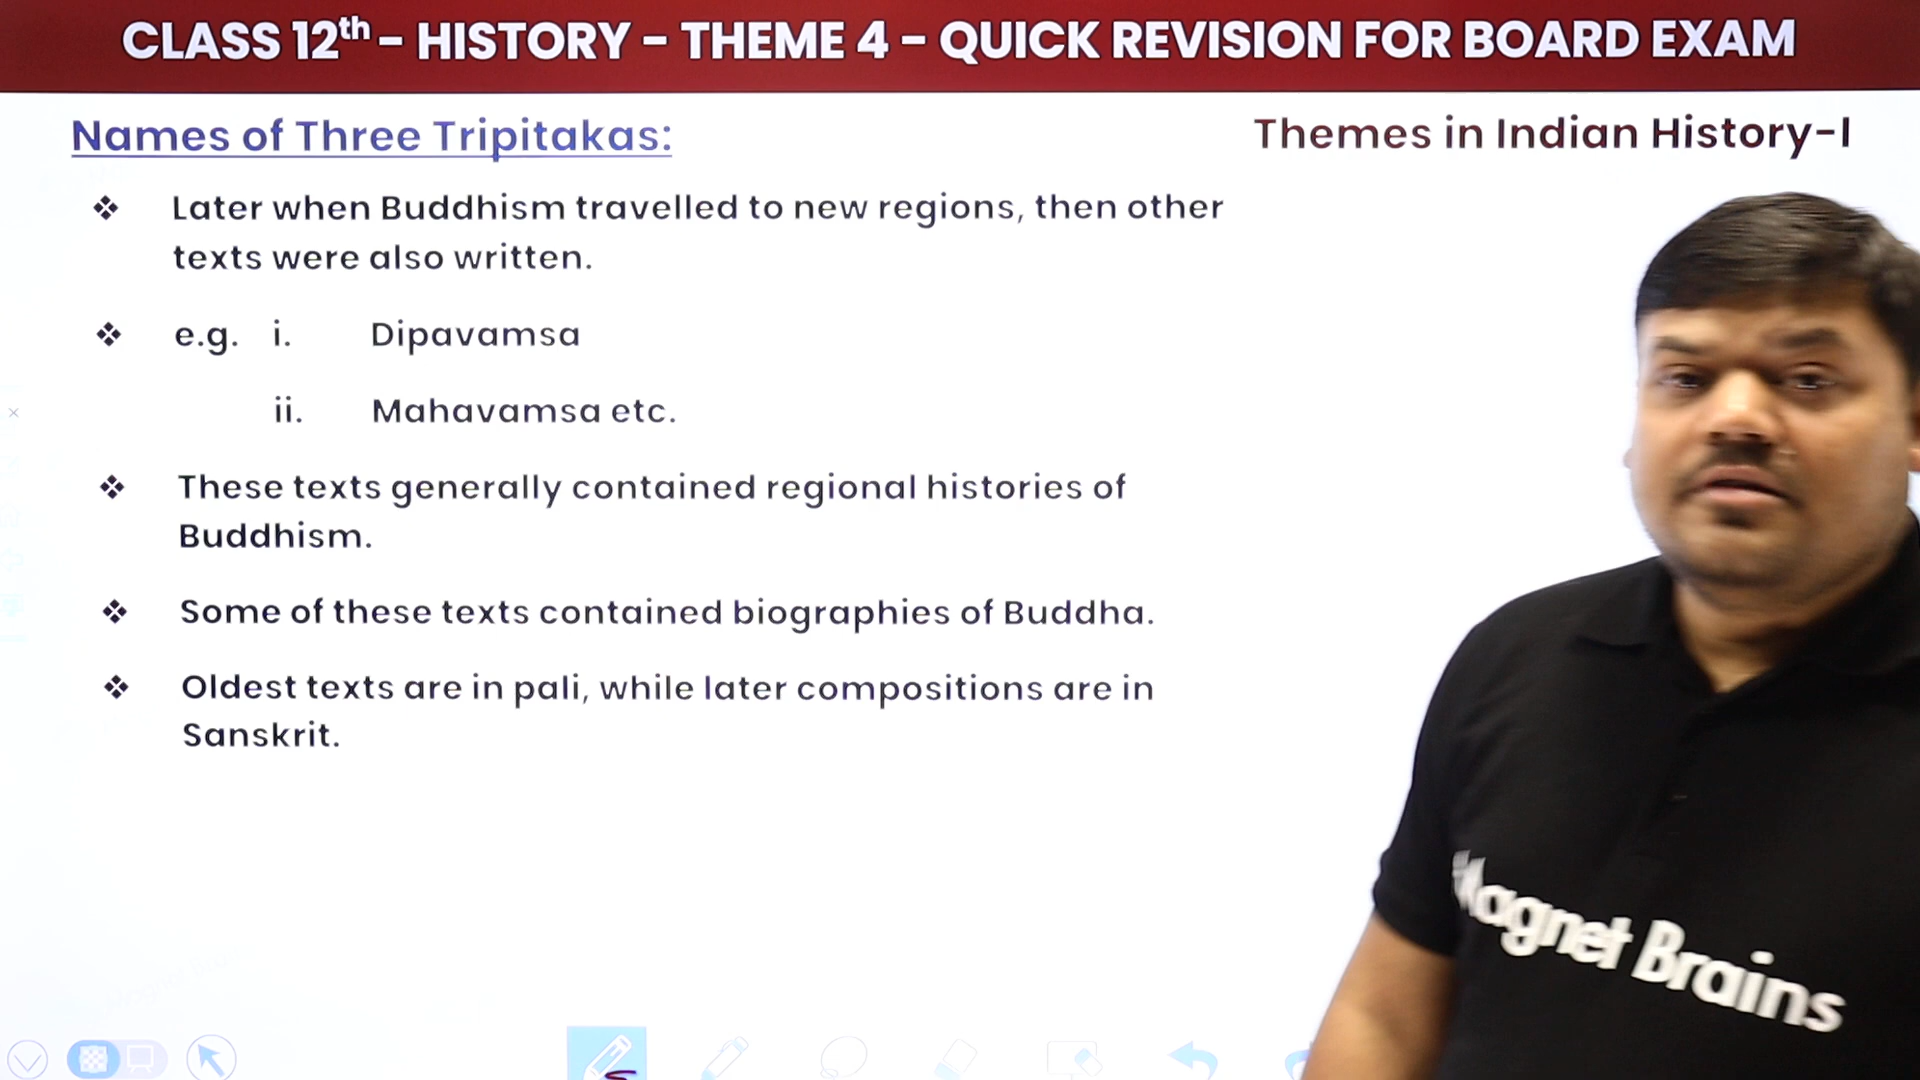 CLASS 12th - HISTORY - THEME 4 - QUICK REVISION FOR BOARD EXAM
Names of Three Tripitakas:
Themes in Indian History-I
❖ Later when Buddhism travelled to new regions, then other
texts were also written.
❖ e.g. i. Dipavamsa
ii. Mahavamsa etc.
❖ These texts generally contained regional histories of
Buddhism.
❖ Some of these texts contained biographies of Buddha.
❖ Oldest texts are in pali, while later compositions are in
Sanskrit.
Magnet Brains